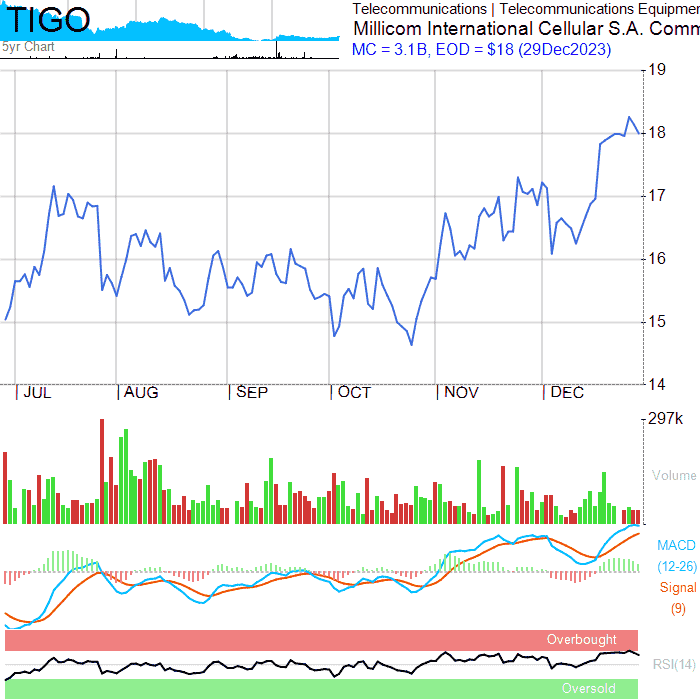 TIGO
Telecommunications | Telecommunications Equipmen
Millicom International Cellular S.A. Comm
MC = 3.1B, EOD = $18 (29Dec2023)
5yr Chart
19
18
17
16
15
14
JUL AUG SEP OCT NOV DEC
297k
Volume
MACD
(12-26)
Signal
(9)
Overbought
RSI(14)
Oversold